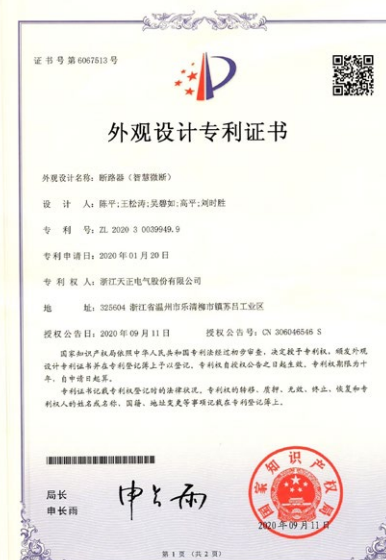 证书号第6067513号
外观设计专利证书
外观设计名称：断路器（智慧微断）
设计人：陈平;王松涛;吴碧如;高平;刘时胜
专利号：ZL 2020 3 0039949.9
专利申请日：2020年01月20日
专利权人：浙江天正电气股份有限公司
地址：325604 浙江省温州市乐清柳市镇苏吕工业区
授权公告日：2020年09月11日 授权公告号：CN 306046546 S
国家知识产权局依照中华人民共和国专利法经过初步审查，决定授予专利权，颁发外观
设计专利证书并在专利登记簿上予以登记。专利权自授权公告之日起生效。专利权期限为十
年，自申请日起算。
专利证书记载专利权登记时的法律状况。专利权的转移、质押、无效、终止、恢复和专利
权人的姓名或名称、国籍、地址变更等事项记载在专利登记簿上。
局长
申长雨
申长雨
国家知识产权局
2020年09月11日
第1页（共2页）